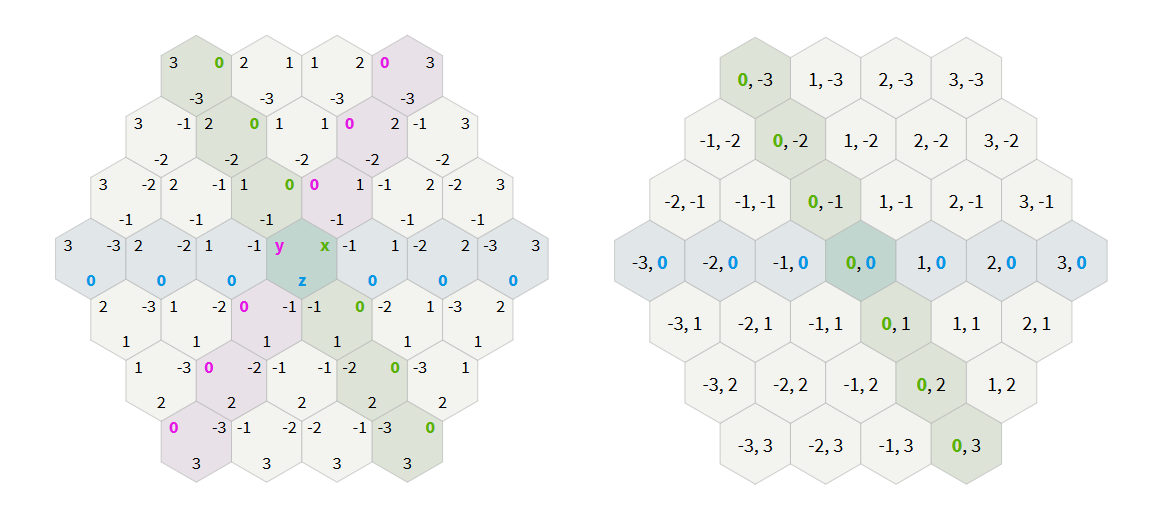 3 0 2 1 1 2 0 3
-3 -3 -3 -3
3 -1 2 0 1 1 0 2 -1 3
-2 -2 -2 -2 -2
3 -2 2 -1 1 0 0 1 -1 2 -2 3
-1 -1 -1 -1 -1 -1
3 -3 2 -2 1 -1 y x -1 1 -2 2 -3 3
0 0 0 z 0 0 0
2 -3 1 -2 0 -1 -1 0 -2 1 -3 2
1 1 1 1 1 1
1 -3 0 -2 -1 -1 -2 0 -3 1
2 2 2 2 2
0 -3 -1 -2 -2 -1 -3 0
3 3 3 3
0, -3 1, -3 2, -3 3, -3
-1, -2 0, -2 1, -2 2, -2 3, -2
-2, -1 -1, -1 0, -1 1, -1 2, -1 3, -1
-3, 0 -2, 0 -1, 0 0, 0 1, 0 2, 0 3, 0
-3, 1 -2, 1 -1, 1 0, 1 1, 1 2, 1
-3, 2 -2, 2 -1, 2 0, 2 1, 2
-3, 3 -2, 3 -1, 3 0, 3